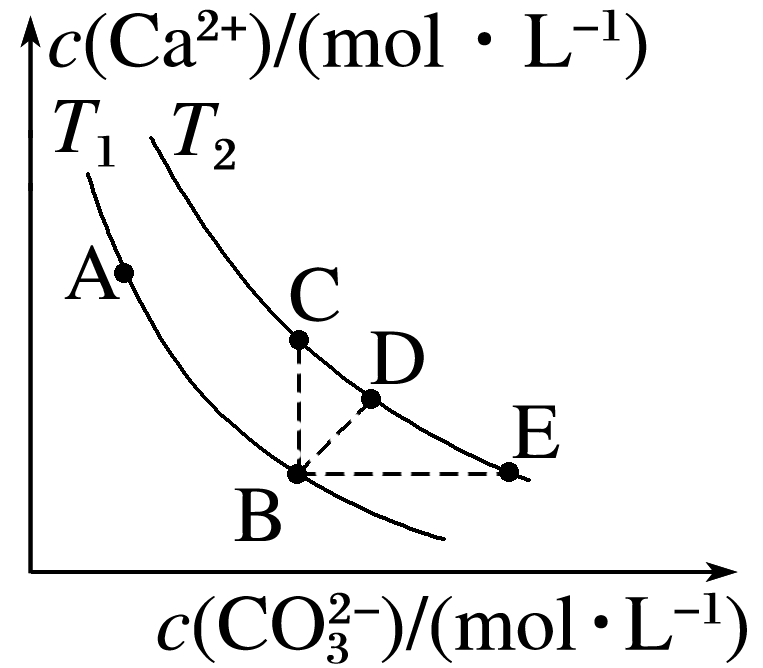 c(Ca²⁺)/(mol · L⁻¹)
T₁ T₂
A
C
D
E
B
c(CO₃²⁻)/(mol·L⁻¹)